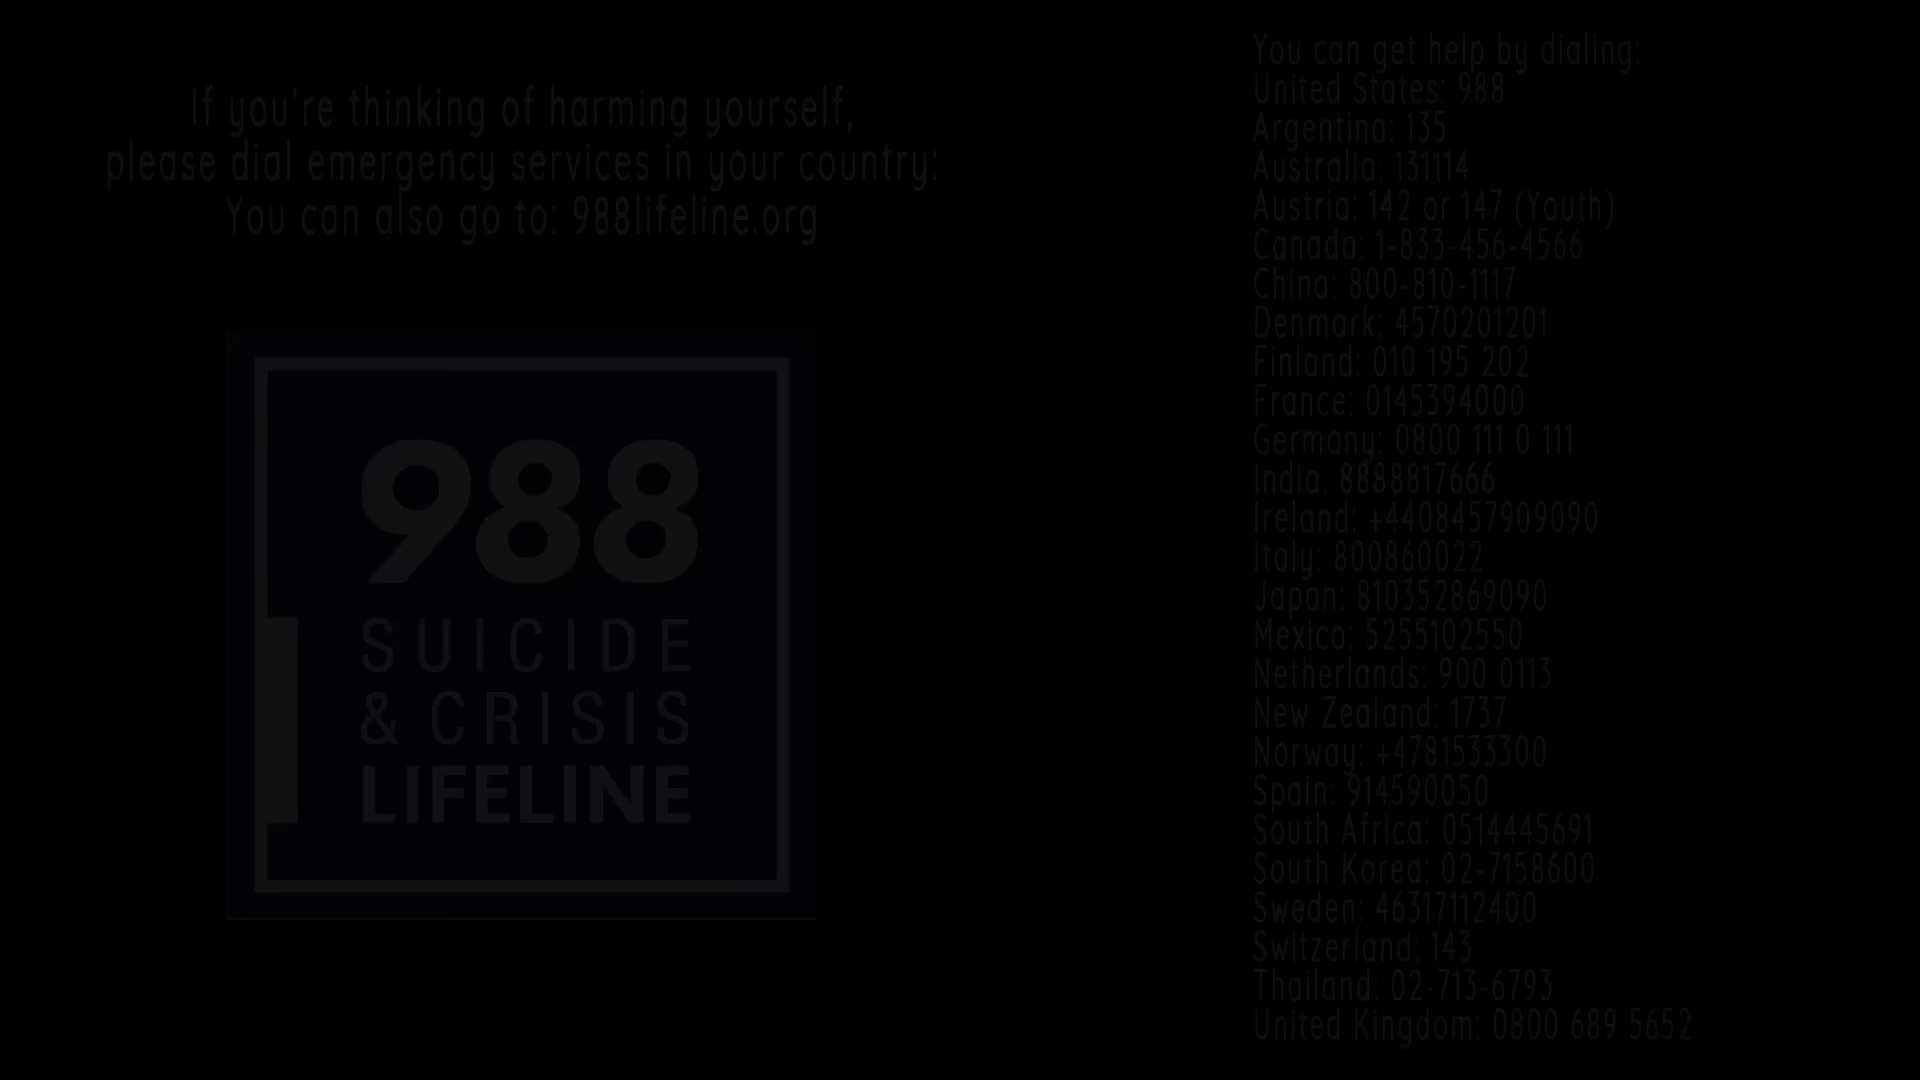 If you're thinking of harming yourself,
please dial emergency services in your country:
You can also go to: 988lifeline.org
988
SUICIDE
& CRISIS
LIFELINE
You can get help by dialing:
United States: 988
Argentina: 135
Australia: 131114
Austria: 142 or 147 (Youth)
Canada: 1-833-456-4566
China: 800-810-1117
Denmark: 4570201201
Finland: 010 195 202
France: 0145394000
Germany: 0800 111 0 111
India: 8888817666
Ireland: +4408457909090
Italy: 800860022
Japan: 810352869090
Mexico: 5255102550
Netherlands: 900 0113
New Zealand: 1737
Norway: +4781533300
Spain: 914590050
South Africa: 0514445691
South Korea: 02-7158600
Sweden: 46317112400
Switzerland: 143
Thailand: 02-713-6793
United Kingdom: 0800 689 5652